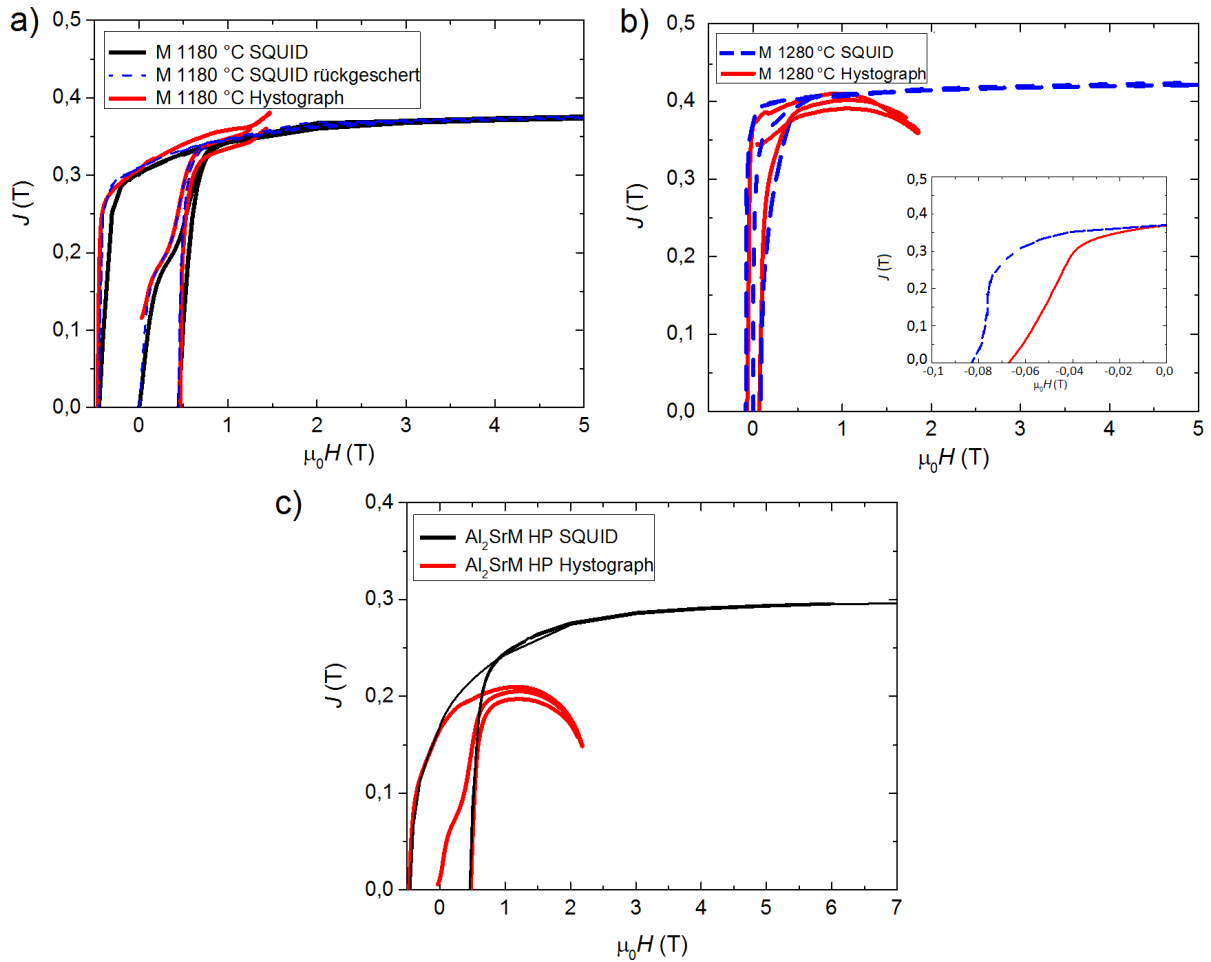 a)
M 1180 °C SQUID
M 1180 °C SQUID rückgeschert
M 1180 °C Hystograph
0,5
0,4
0,3
0,2
0,1
0,0
J (T)
0 1 2 3 4 5
μ₀H (T)
b)
M 1280 °C SQUID
M 1280 °C Hystograph
0,5
0,4
0,3
0,2
0,1
0,0
J (T)
0 1 2 3 4 5
μ₀H (T)
0,5
0,4
0,3
0,2
0,1
0,0
J (T)
-0,1 -0,08 -0,06 -0,04 -0,02 0,0
μ₀H (T)
c)
Al₂SrM HP SQUID
Al₂SrM HP Hystograph
0,4
0,3
0,2
0,1
0,0
J (T)
0 1 2 3 4 5 6 7
μ₀H (T)